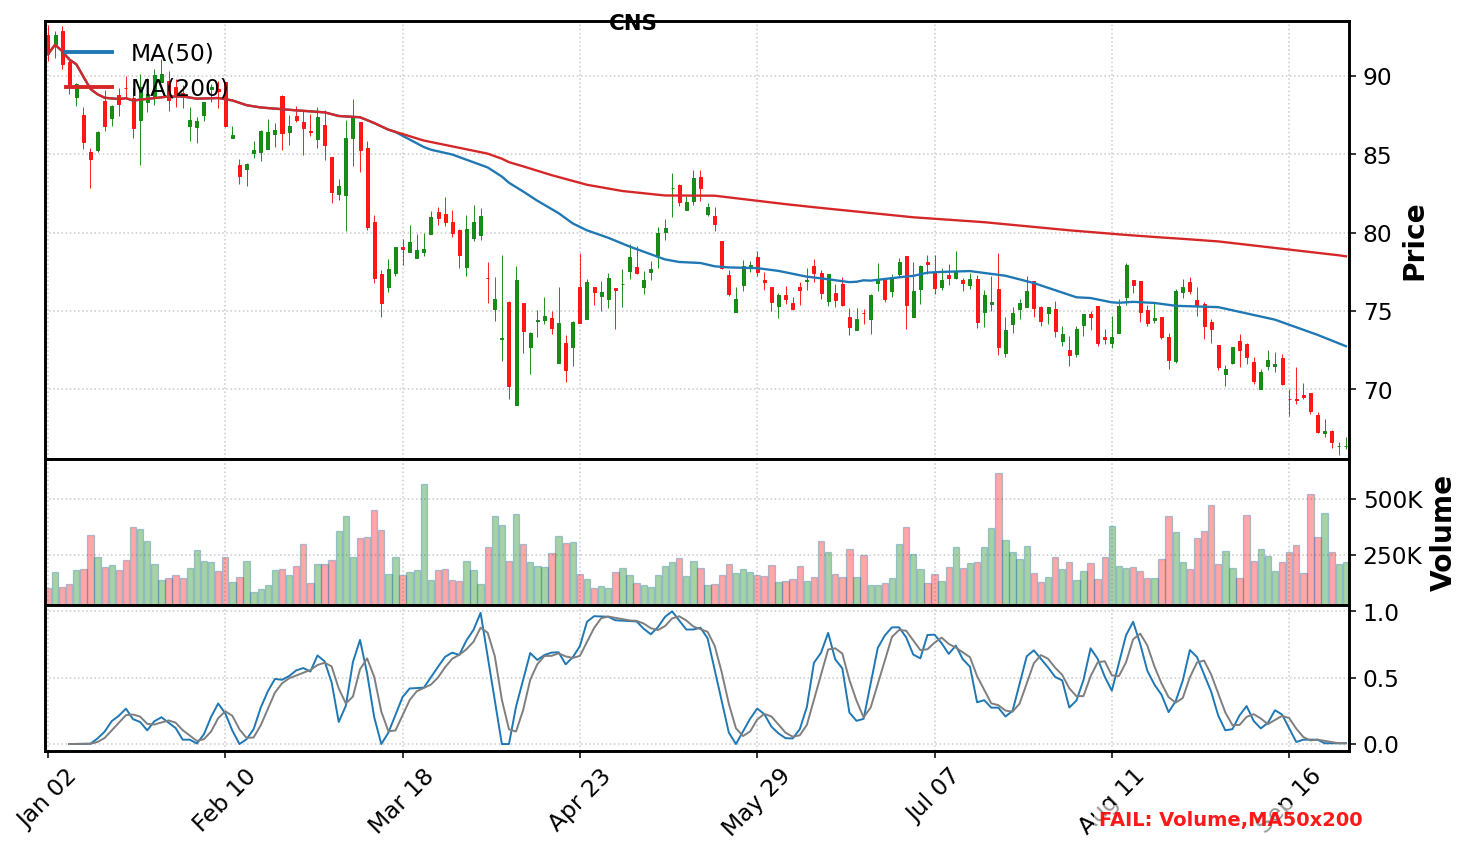 CNS
MA(50)
MA(200)
90
85
80
75
70
Price
500K
250K
Volume
1.0
0.5
0.0
Jan 02
Feb 10
Mar 18
Apr 23
May 29
Jul 07
Aug 11
Sep 16
FAIL: Volume,MA50x200